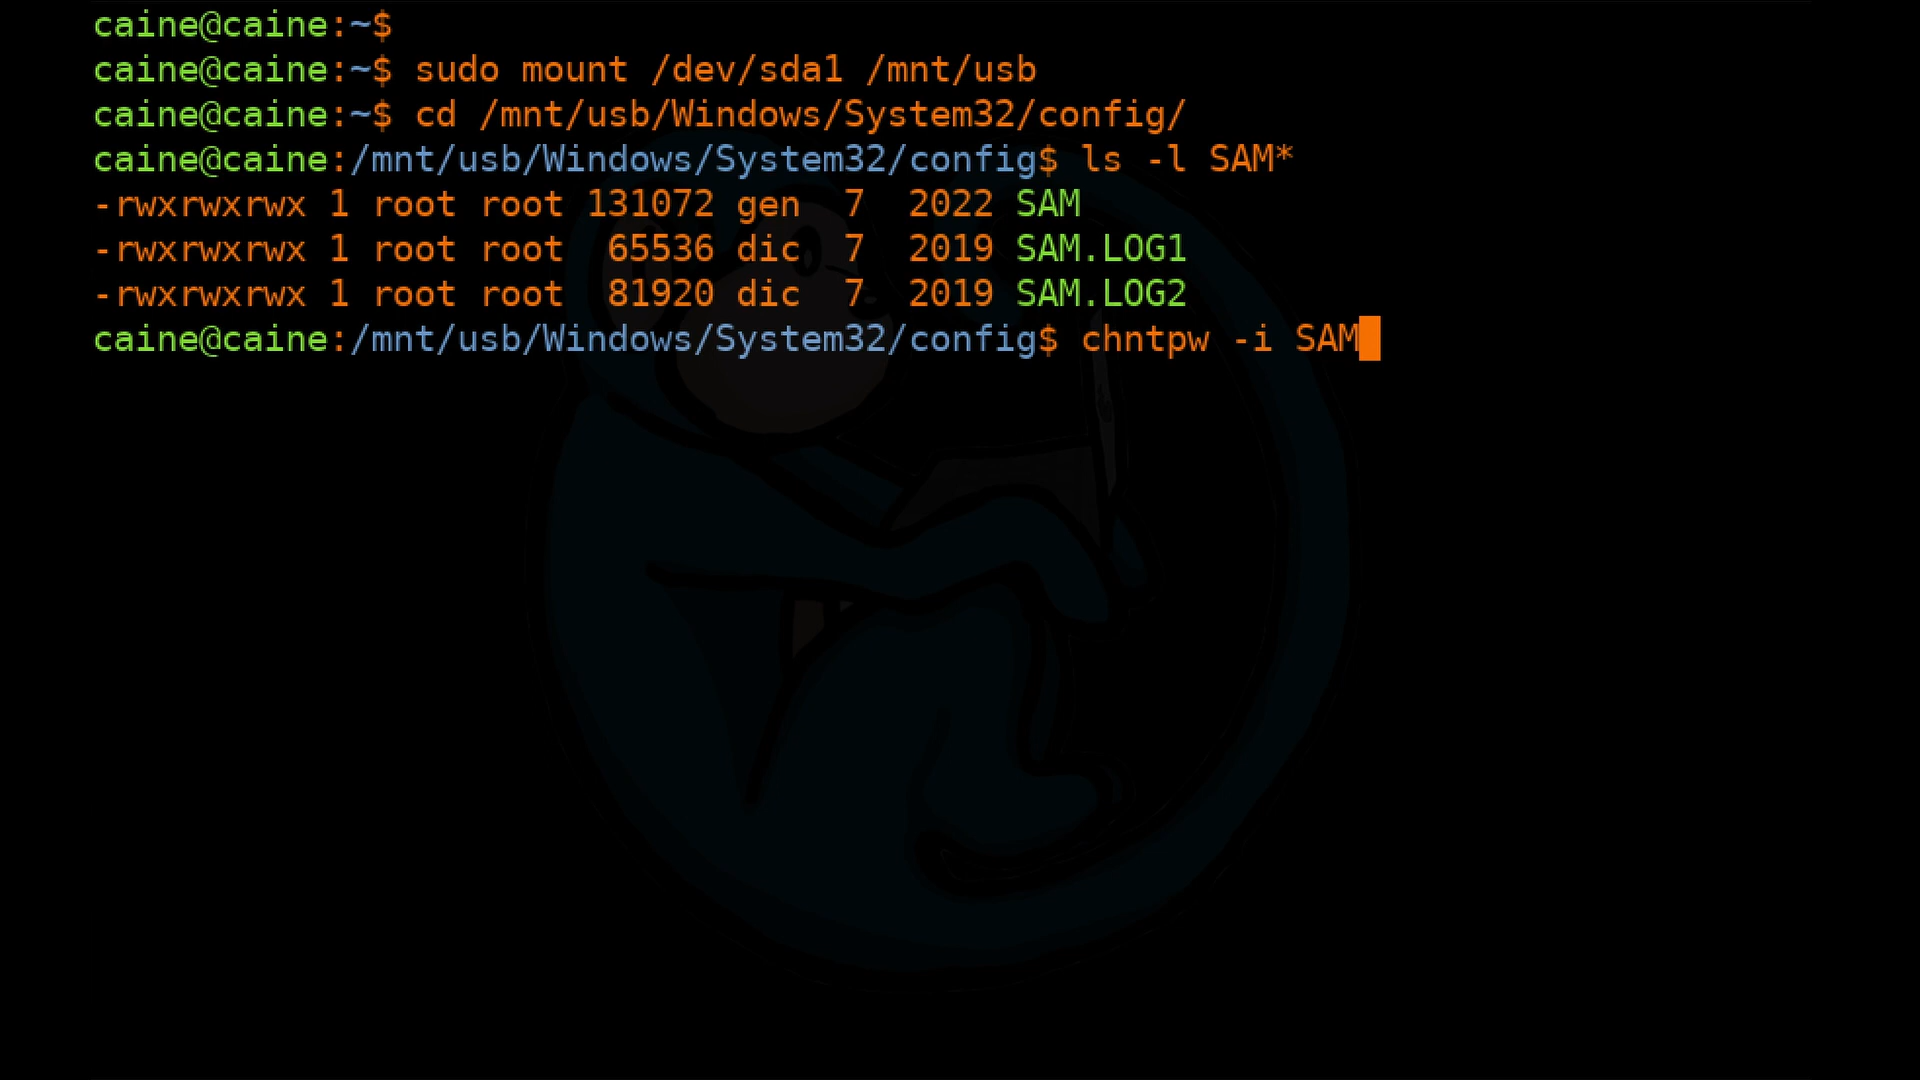 caine@caine:~$
caine@caine:~$ sudo mount /dev/sda1 /mnt/usb
caine@caine:~$ cd /mnt/usb/Windows/System32/config/
caine@caine:/mnt/usb/Windows/System32/config$ ls -l SAM*
-rwxrwxrwx 1 root root 131072 gen  7  2022 SAM
-rwxrwxrwx 1 root root  65536 dic  7  2019 SAM.LOG1
-rwxrwxrwx 1 root root  81920 dic  7  2019 SAM.LOG2
caine@caine:/mnt/usb/Windows/System32/config$ chntpw -i SAM